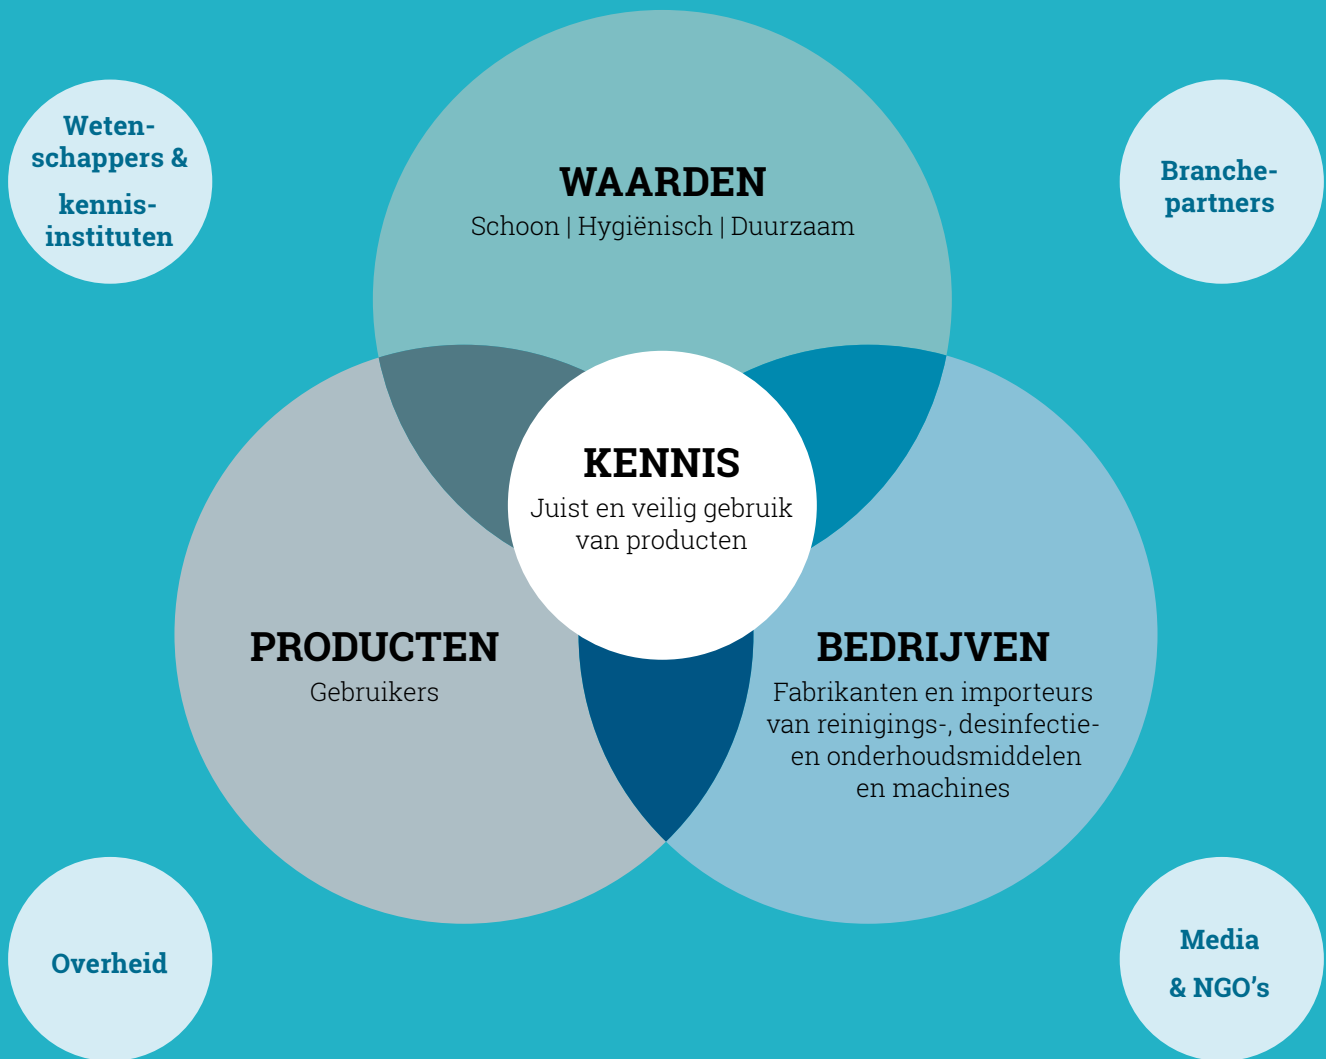 Weten-
schappers &
kennis-
instituten
WAARDEN
Schoon | Hygiënisch | Duurzaam
Branche-
partners
KENNIS
Juist en veilig gebruik
van producten
PRODUCTEN
Gebruikers
BEDRIJVEN
Fabrikanten en importeurs
van reinigings-, desinfectie-
en onderhoudsmiddelen
en machines
Overheid
Media
& NGO’s